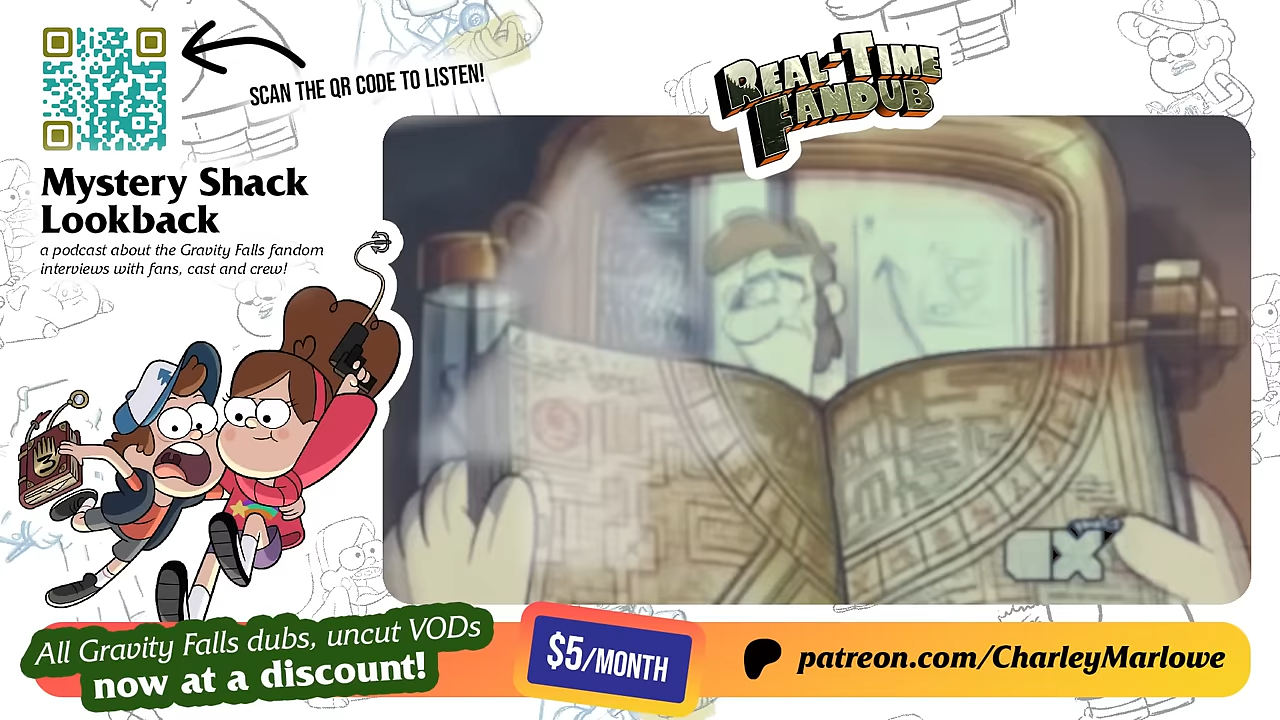 SCAN THE QR CODE TO LISTEN!
Mystery Shack
Lookback
a podcast about the Gravity Falls fandom
interviews with fans, cast and crew!
REAL-TIME
FANDUB
3
All Gravity Falls dubs, uncut VODs
now at a discount!
$5/MONTH
patreon.com/CharleyMarlowe